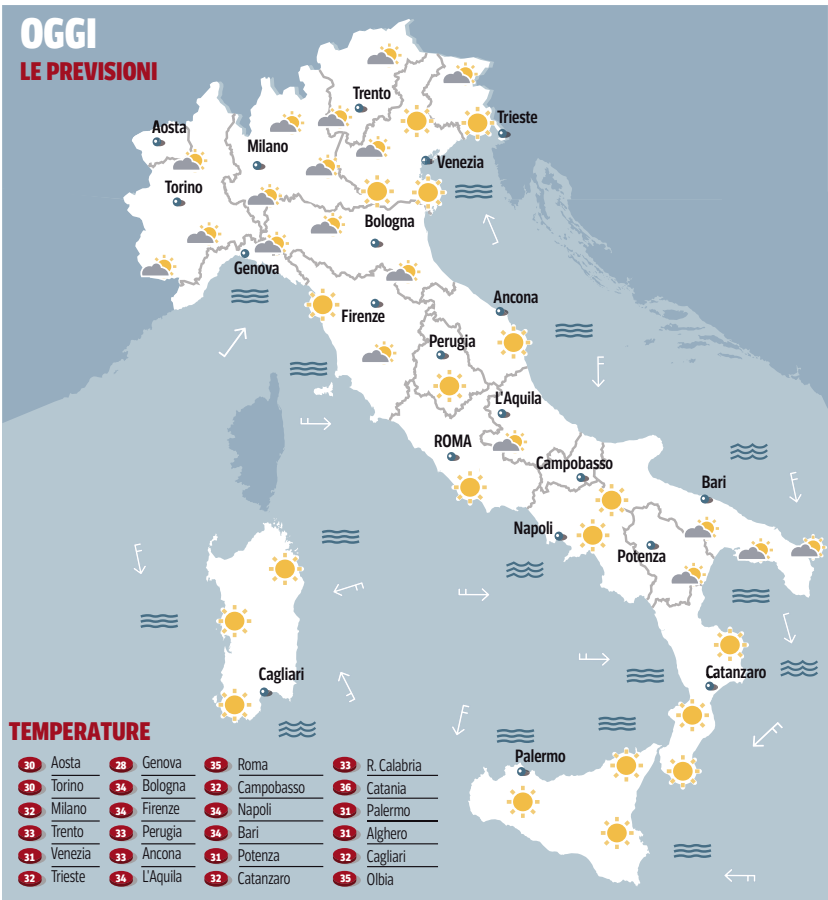 OGGI
LE PREVISIONI
Trento
Trieste
Aosta
Milano
Venezia
Torino
Bologna
Genova
Ancona
Firenze
Perugia
L'Aquila
ROMA
Campobasso
Bari
Napoli
Potenza
Cagliari
Catanzaro
Palermo
TEMPERATURE
30 Aosta
30 Torino
32 Milano
33 Trento
31 Venezia
32 Trieste
28 Genova
34 Bologna
34 Firenze
33 Perugia
33 Ancona
34 L'Aquila
35 Roma
32 Campobasso
34 Napoli
34 Bari
31 Potenza
32 Catanzaro
33 R. Calabria
36 Catania
31 Palermo
31 Alghero
32 Cagliari
35 Olbia